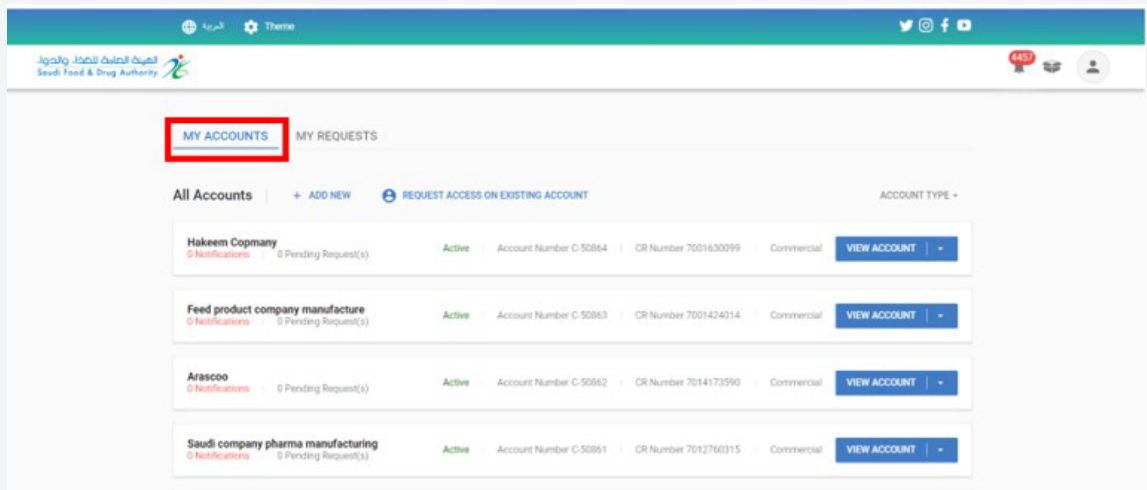 العربية Theme
الهيئة العامة للغذاء والدواء
Saudi Food & Drug Authority
4457
MY ACCOUNTS MY REQUESTS
All Accounts + ADD NEW REQUEST ACCESS ON EXISTING ACCOUNT ACCOUNT TYPE
Hakeem Copmany
0 Notifications 0 Pending Request(s) Active Account Number C-50864 CR Number 7001630099 Commercial VIEW ACCOUNT
Feed product company manufacture
0 Notifications 0 Pending Request(s) Active Account Number C-50863 CR Number 7001424014 Commercial VIEW ACCOUNT
Arascoo
0 Notifications 0 Pending Request(s) Active Account Number C-50862 CR Number 7014173590 Commercial VIEW ACCOUNT
Saudi company pharma manufacturing
0 Notifications 0 Pending Request(s) Active Account Number C-50861 CR Number 7012760315 Commercial VIEW ACCOUNT